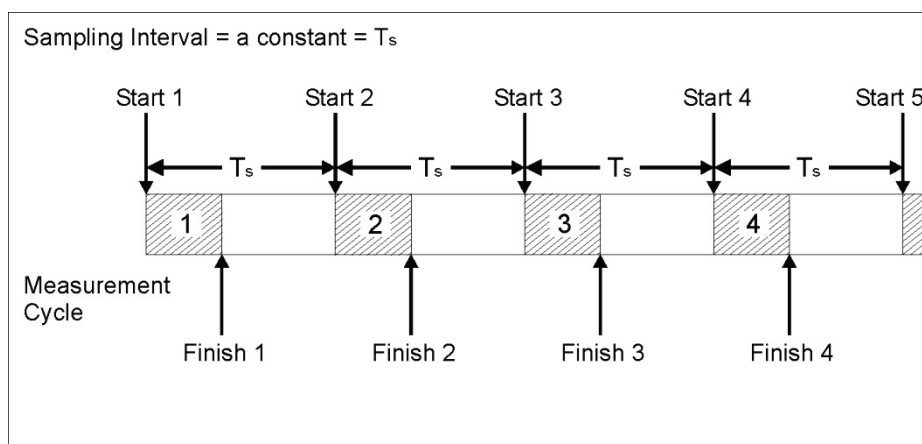 Sampling Interval = a constant = Ts
Start 1 Start 2 Start 3 Start 4 Start 5
Ts Ts Ts Ts
1 2 3 4
Measurement
Cycle
Finish 1 Finish 2 Finish 3 Finish 4